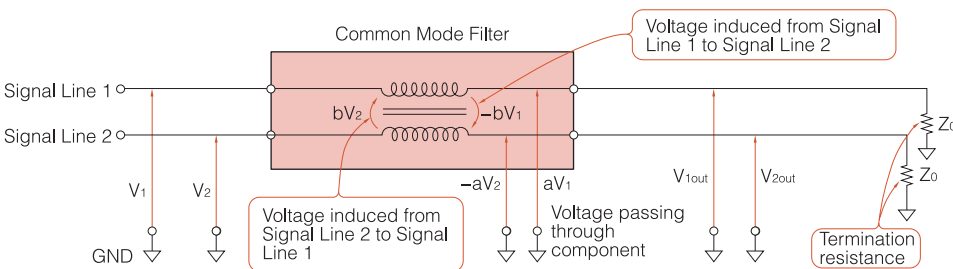 Common Mode Filter
Voltage induced from Signal
Line 1 to Signal Line 2
Signal Line 1
Signal Line 2
bV2
-bV1
V1
V2
-aV2
aV1
V1out
V2out
Z0
Z0
Voltage induced from
Signal Line 2 to Signal
Line 1
Voltage passing
through
component
Termination
resistance
GND